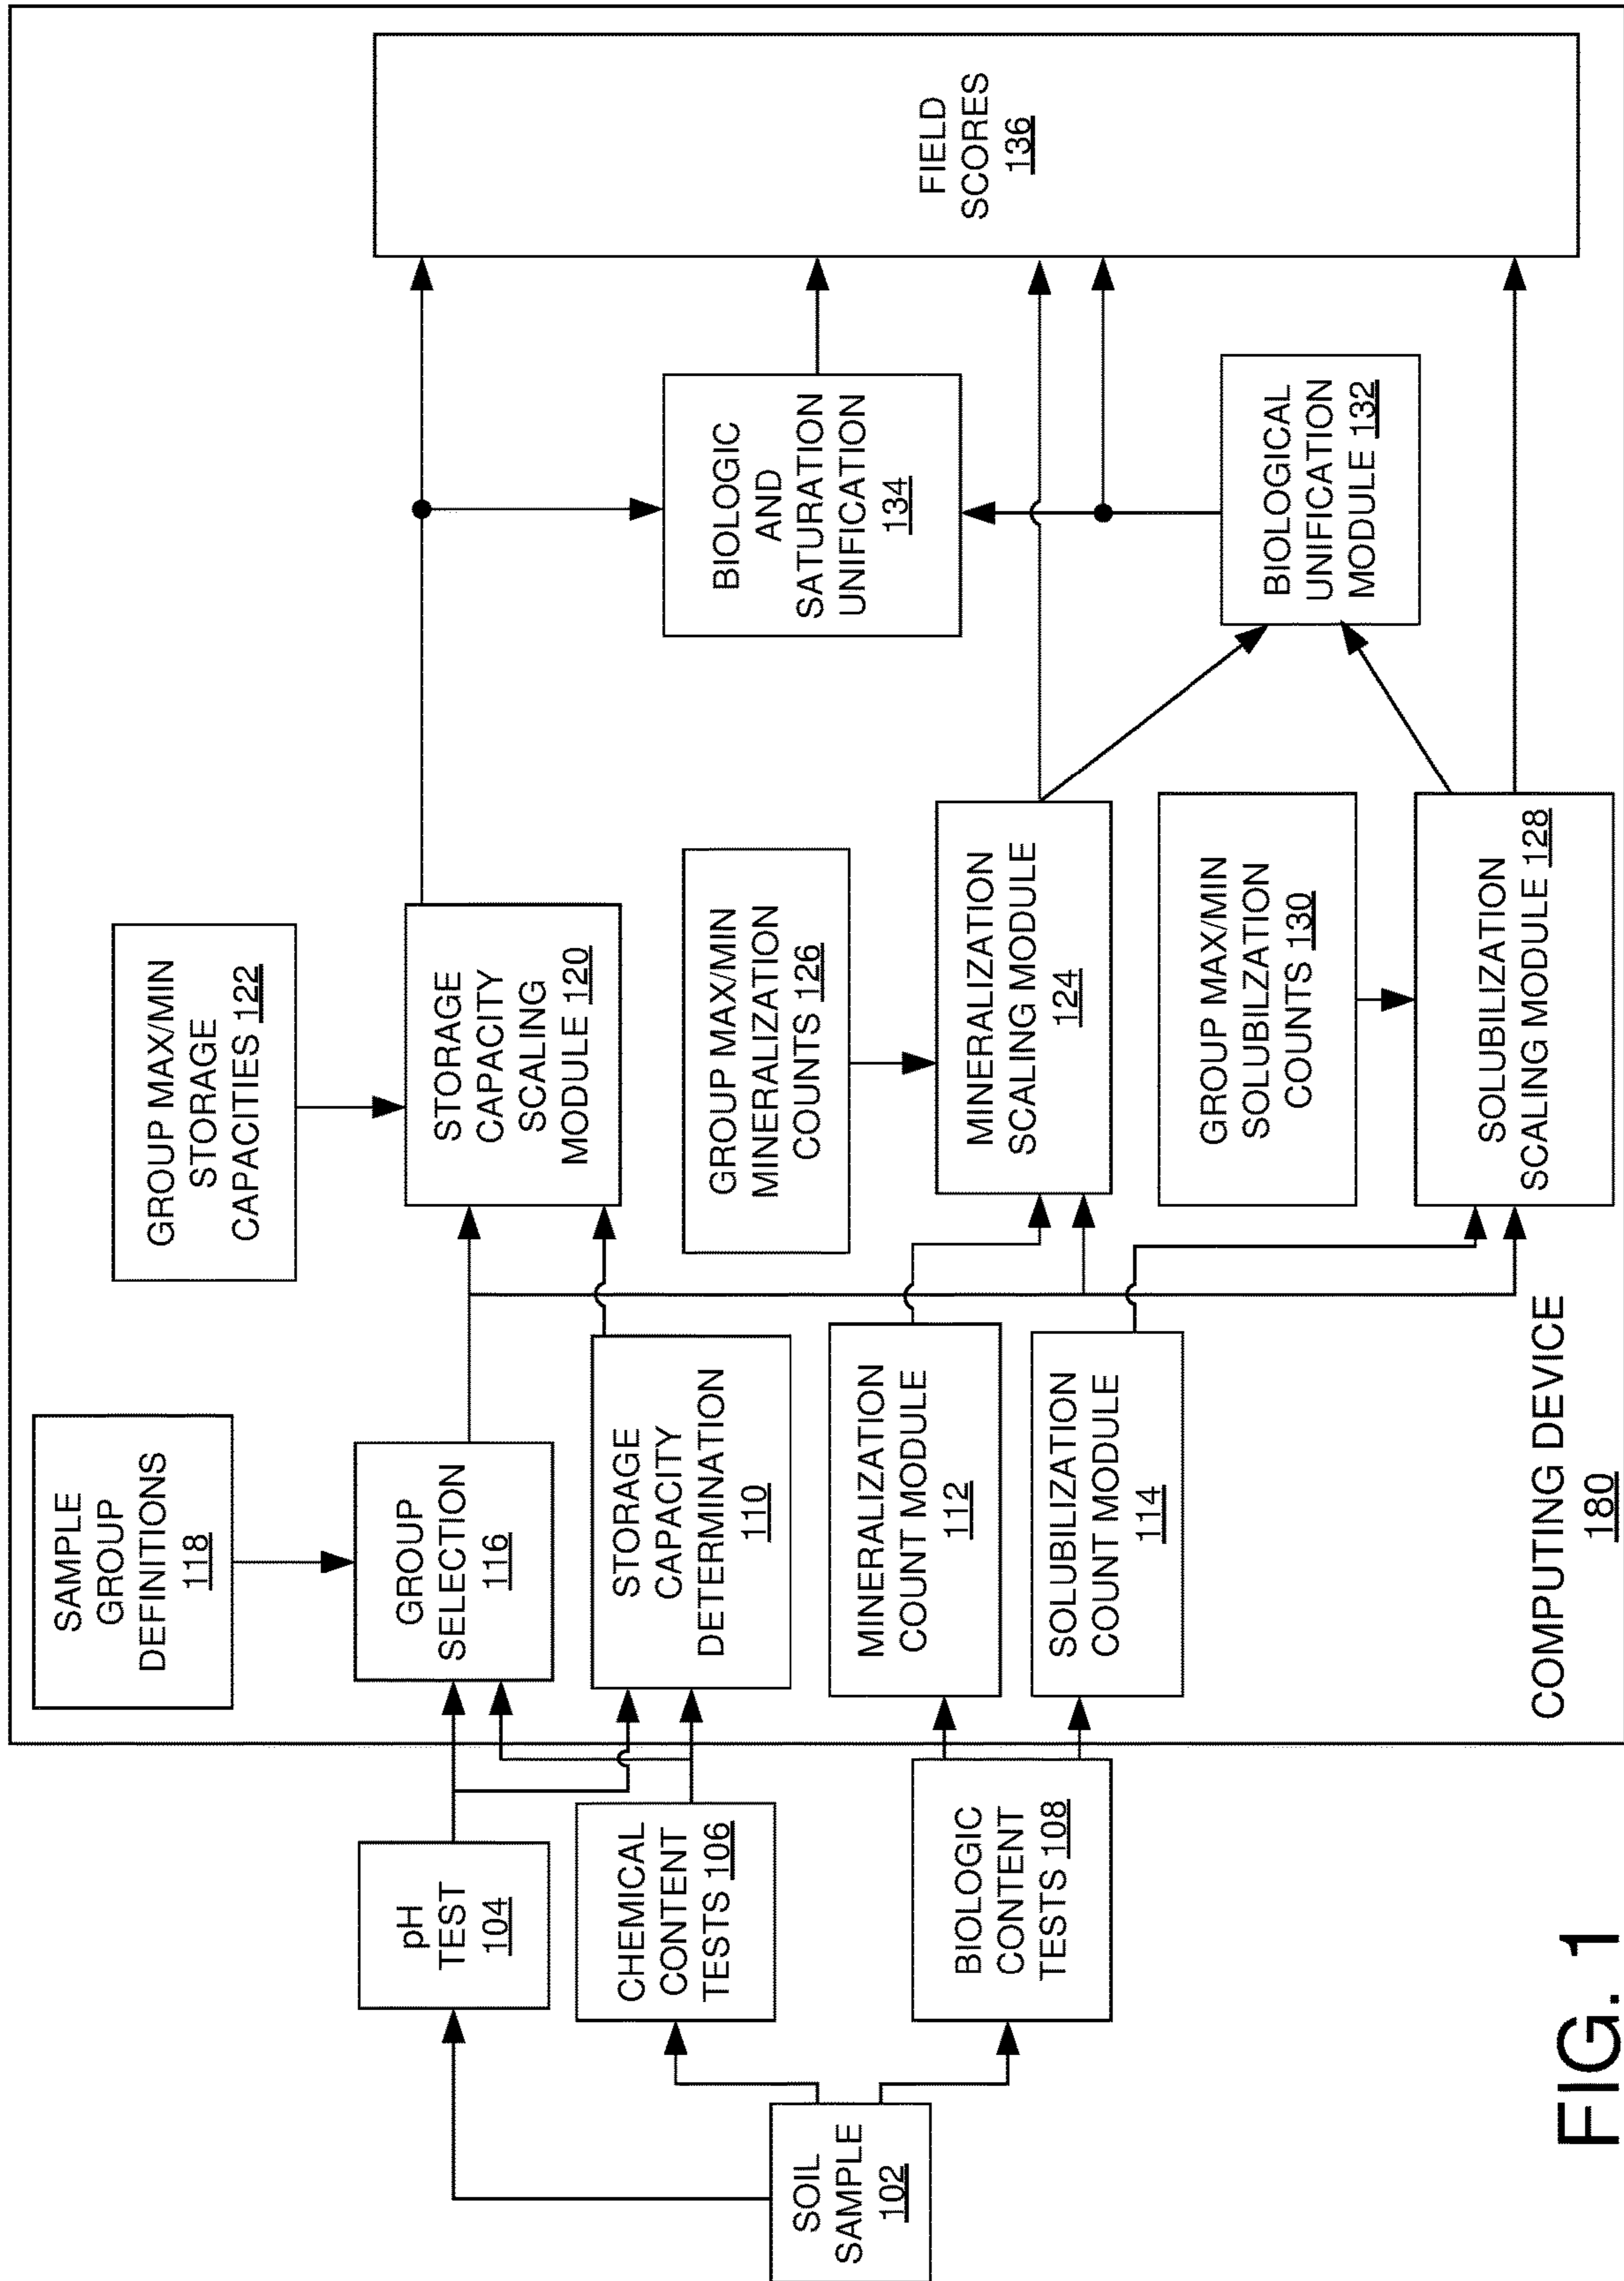 SOIL
SAMPLE
102
pH
TEST
104
CHEMICAL
CONTENT
TESTS 106
BIOLOGIC
CONTENT
TESTS 108
SAMPLE
GROUP
DEFINITIONS
118
GROUP
SELECTION
116
STORAGE
CAPACITY
DETERMINATION
110
MINERALIZATION
COUNT MODULE
112
SOLUBILIZATION
COUNT MODULE
114
GROUP MAX/MIN
STORAGE
CAPACITIES 122
STORAGE
CAPACITY
SCALING
MODULE 120
GROUP MAX/MIN
MINERALIZATION
COUNTS 126
MINERALIZATION
SCALING MODULE
124
GROUP MAX/MIN
SOLUBILZATION
COUNTS 130
SOLUBILIZATION
SCALING MODULE 128
BIOLOGIC
AND
SATURATION
UNIFICATION
134
BIOLOGICAL
UNIFICATION
MODULE 132
FIELD
SCORES
136
COMPUTING DEVICE
180
FIG. 1